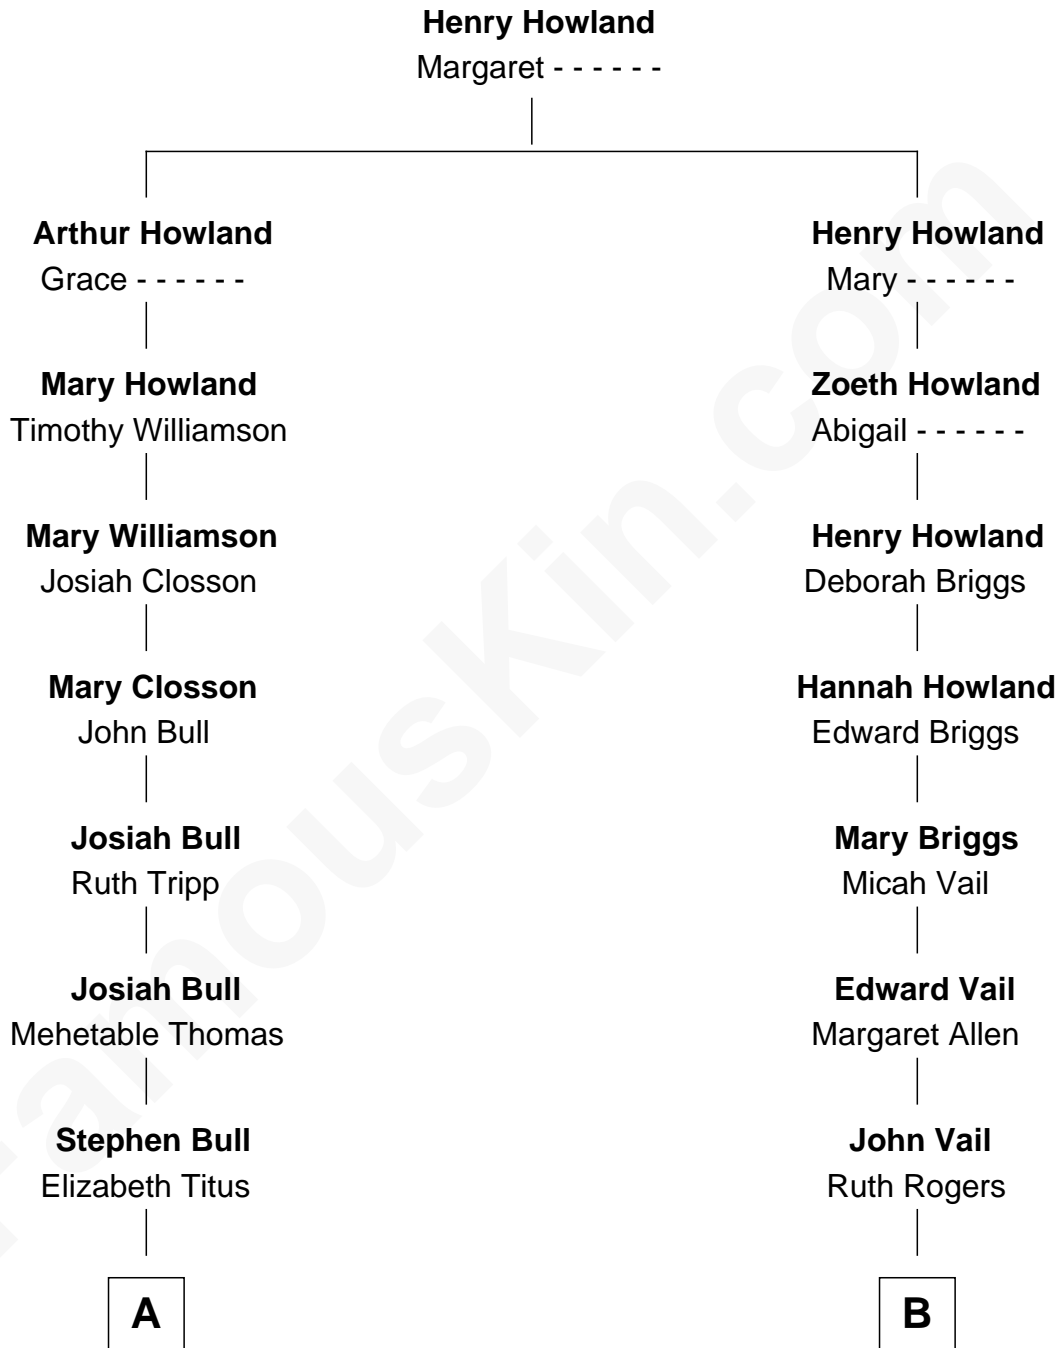 Henry Howland
Margaret - - - - - -
Arthur Howland
Grace - - - - - -
Henry Howland
Mary - - - - - -
Mary Howland
Timothy Williamson
Zoeth Howland
Abigail - - - - - -
Mary Williamson
Josiah Closson
Henry Howland
Deborah Briggs
Mary Closson
John Bull
Hannah Howland
Edward Briggs
Josiah Bull
Ruth Tripp
Mary Briggs
Micah Vail
Josiah Bull
Mehetable Thomas
Edward Vail
Margaret Allen
Stephen Bull
Elizabeth Titus
John Vail
Ruth Rogers
A
B
FamousKin.com